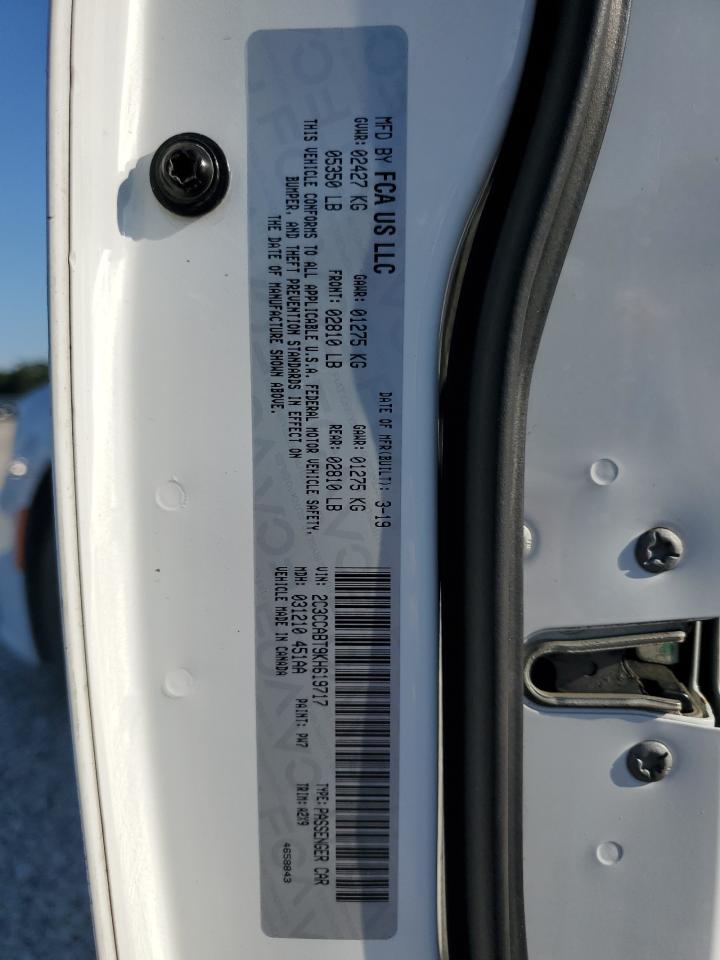 MFD BY FCA US LLC
DATE OF MFR(BUILT): 3-19
GVWR: 02427 KG GAWR: 01275 KG GAWR: 01275 KG
05350 LB FRONT: 02810 LB REAR: 02810 LB
THIS VEHICLE CONFORMS TO ALL APPLICABLE U.S.A. FEDERAL MOTOR VEHICLE SAFETY,
BUMPER, AND THEFT PREVENTION STANDARDS IN EFFECT ON
THE DATE OF MANUFACTURE SHOWN ABOVE.
VIN: 2C3CCABT9KH619717 TYPE: PASSENGER CAR
MDH: 031210 451AA PAINT: PW7 TRIM: A2X9
VEHICLE MADE IN CANADA 4658843